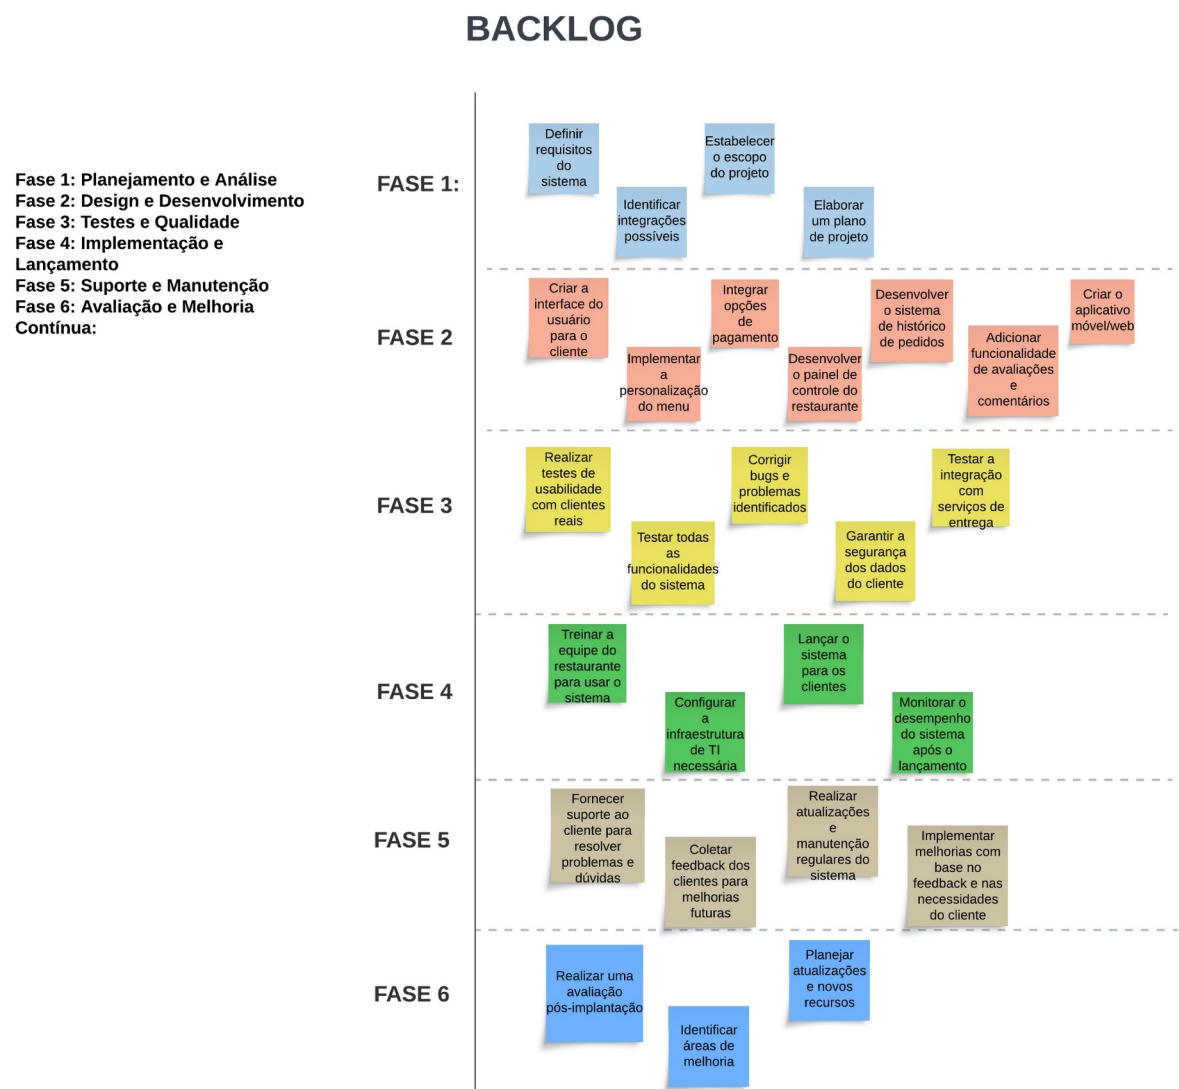 BACKLOG
Fase 1: Planejamento e Análise
Fase 2: Design e Desenvolvimento
Fase 3: Testes e Qualidade
Fase 4: Implementação e
Lançamento
Fase 5: Suporte e Manutenção
Fase 6: Avaliação e Melhoria
Contínua:
FASE 1:
Definir
requisitos
do
sistema
Identificar
integrações
possíveis
Estabelecer
o escopo
do projeto
Elaborar
um plano
de projeto
FASE 2
Criar a
interface do
usuário
para o
cliente
Implementar
a
personalização
do menu
Integrar
opções
de
pagamento
Desenvolver
o painel de
controle do
restaurante
Desenvolver
o sistema
de histórico
de pedidos
Adicionar
funcionalidade
de avaliações
e
comentários
Criar o
aplicativo
móvel/web
FASE 3
Realizar
testes de
usabilidade
com clientes
reais
Testar todas
as
funcionalidades
do sistema
Corrigir
bugs e
problemas
identificados
Garantir a
segurança
dos dados
do cliente
Testar a
integração
com
serviços de
entrega
FASE 4
Treinar a
equipe do
restaurante
para usar o
sistema
Configurar
a
infraestrutura
de TI
necessária
Lançar o
sistema
para os
clientes
Monitorar o
desempenho
do sistema
após o
lançamento
FASE 5
Fornecer
suporte ao
cliente para
resolver
problemas e
dúvidas
Coletar
feedback dos
clientes para
melhorias
futuras
Realizar
atualizações
e
manutenção
regulares do
sistema
Implementar
melhorias com
base no
feedback e nas
necessidades
do cliente
FASE 6
Realizar uma
avaliação
pós-implantação
Identificar
áreas de
melhoria
Planejar
atualizações
e novos
recursos